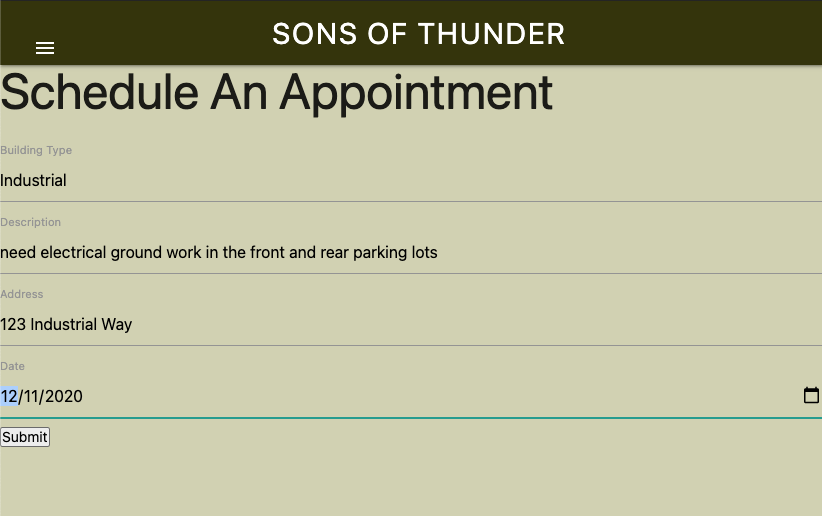 SONS OF THUNDER
Schedule An Appointment
Building Type
Industrial
Description
need electrical ground work in the front and rear parking lots
Address
123 Industrial Way
Date
12/11/2020
Submit